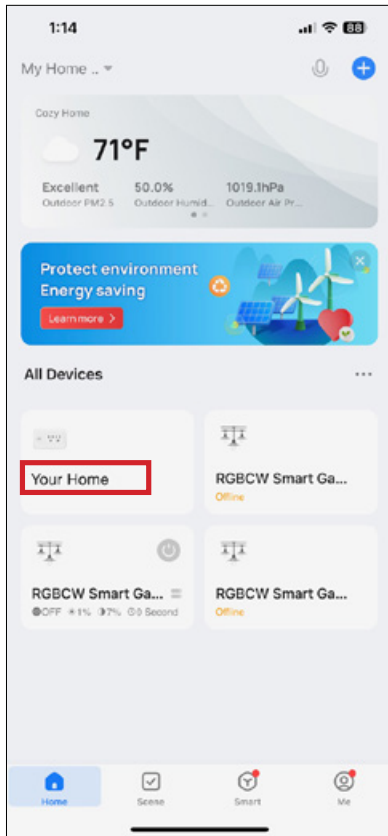 1:14
88
My Home ..
Cozy Home
71°F
Excellent 50.0% 1019.1hPa
Outdoor PM2.5 Outdoor Humid... Outdoor Air Pr...
Protect environment
Energy saving
Learn more >
All Devices
Your Home
RGBCW Smart Ga...
Offline
RGBCW Smart Ga...
OFF 1% 7% 0 Second
RGBCW Smart Ga...
Offline
Home Scene Smart Me